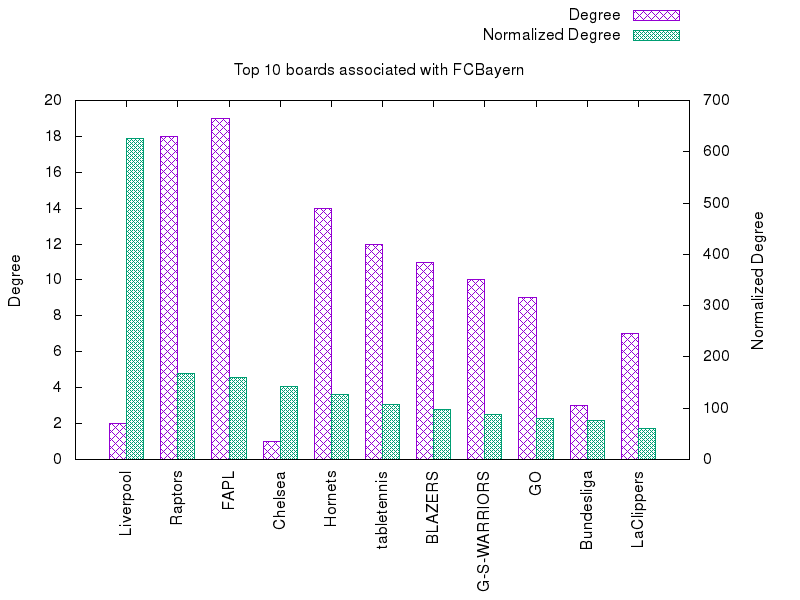 Degree
Normalized Degree
Top 10 boards associated with FCBayern
20
18
16
14
12
10
8
6
4
2
0
700
600
500
400
300
200
100
0
Degree
Normalized Degree
Liverpool
Raptors
FAPL
Chelsea
Hornets
tabletennis
BLAZERS
G-S-WARRIORS
GO
Bundesliga
LaClippers